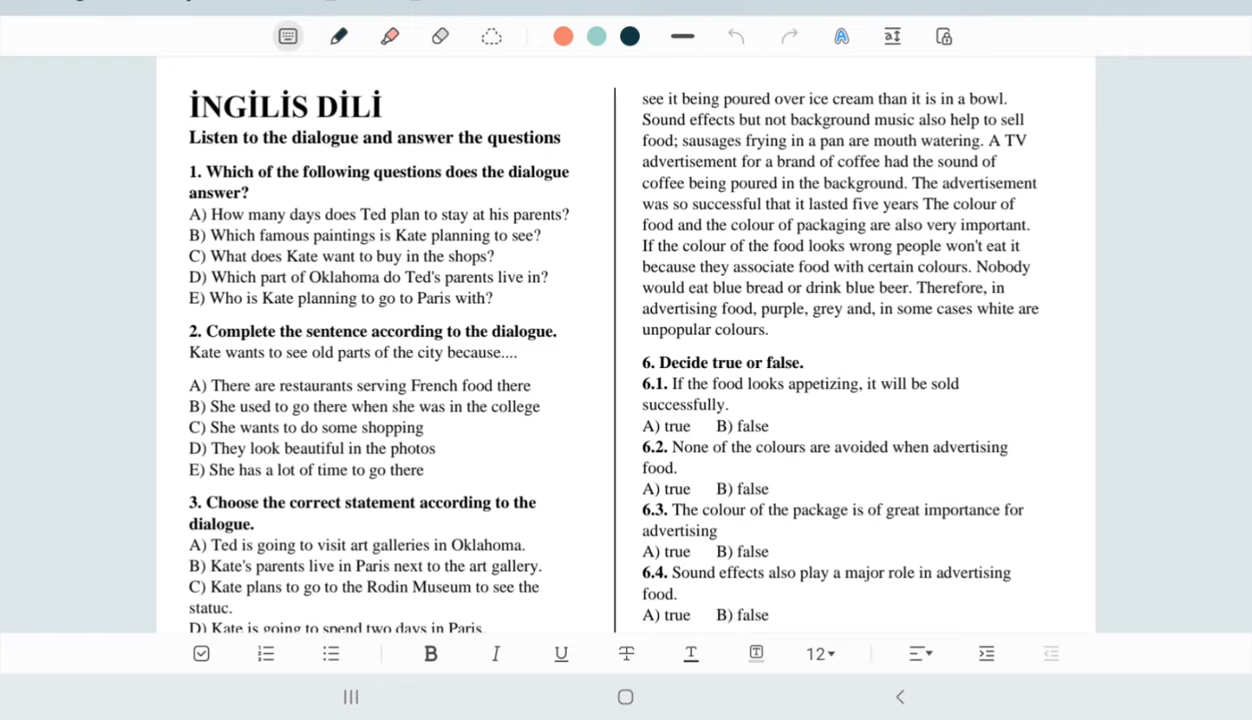 İNGİLİS DİLİ
Listen to the dialogue and answer the questions
1. Which of the following questions does the dialogue
answer?
A) How many days does Ted plan to stay at his parents?
B) Which famous paintings is Kate planning to see?
C) What does Kate want to buy in the shops?
D) Which part of Oklahoma do Ted's parents live in?
E) Who is Kate planning to go to Paris with?
2. Complete the sentence according to the dialogue.
Kate wants to see old parts of the city because....
A) There are restaurants serving French food there
B) She used to go there when she was in the college
C) She wants to do some shopping
D) They look beautiful in the photos
E) She has a lot of time to go there
3. Choose the correct statement according to the
dialogue.
A) Ted is going to visit art galleries in Oklahoma.
B) Kate's parents live in Paris next to the art gallery.
C) Kate plans to go to the Rodin Museum to see the
statuc.
D) Kate is going to spend two days in Paris.
see it being poured over ice cream than it is in a bowl.
Sound effects but not background music also help to sell
food; sausages frying in a pan are mouth watering. A TV
advertisement for a brand of coffee had the sound of
coffee being poured in the background. The advertisement
was so successful that it lasted five years The colour of
food and the colour of packaging are also very important.
If the colour of the food looks wrong people won't eat it
because they associate food with certain colours. Nobody
would eat blue bread or drink blue beer. Therefore, in
advertising food, purple, grey and, in some cases white are
unpopular colours.
6. Decide true or false.
6.1. If the food looks appetizing, it will be sold
successfully.
A) true B) false
6.2. None of the colours are avoided when advertising
food.
A) true B) false
6.3. The colour of the package is of great importance for
advertising
A) true B) false
6.4. Sound effects also play a major role in advertising
food.
A) true B) false
B I U T T T 12